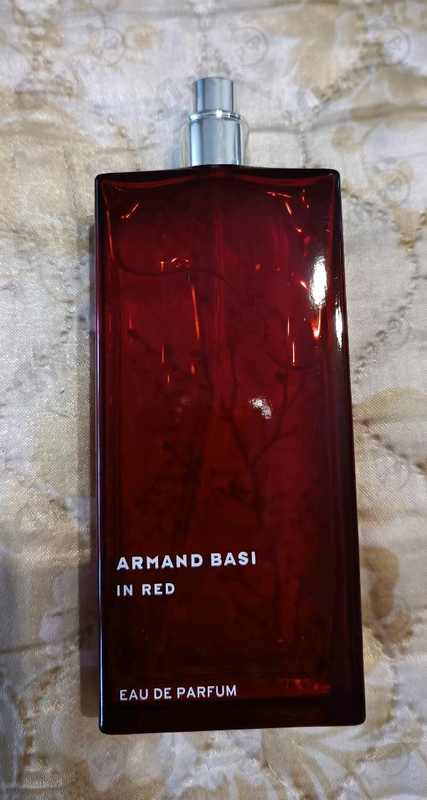 ARMAND BASI
IN RED
EAU DE PARFUM